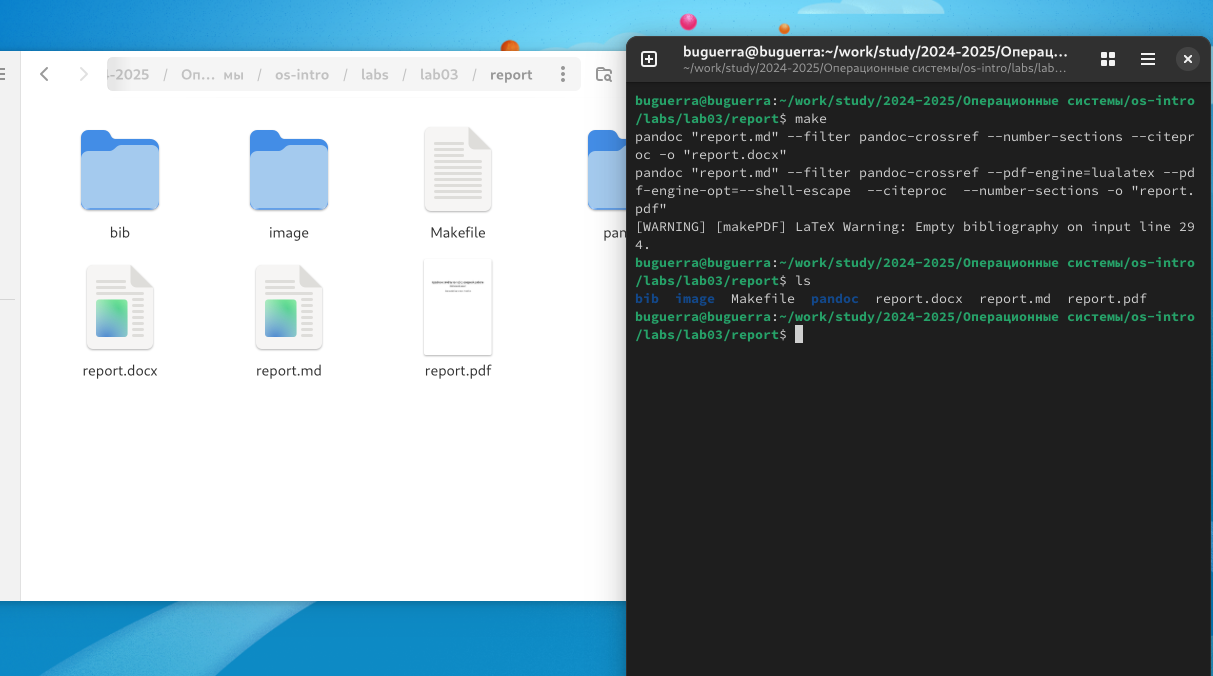 -2025 / Оп… мы / os-intro / labs / lab03 / report
bib
image
Makefile
pan
report.docx
report.md
report.pdf
buguerra@buguerra:~/work/study/2024-2025/Операц…
~/work/study/2024-2025/Операционные системы/os-intro/labs/lab…
buguerra@buguerra:~/work/study/2024-2025/Операционные системы/os-intro
/labs/lab03/report$ make
pandoc "report.md" --filter pandoc-crossref --number-sections --citepr
oc -o "report.docx"
pandoc "report.md" --filter pandoc-crossref --pdf-engine=lualatex --pd
f-engine-opt=--shell-escape  --citeproc  --number-sections -o "report.
pdf"
[WARNING] [makePDF] LaTeX Warning: Empty bibliography on input line 29
4.
buguerra@buguerra:~/work/study/2024-2025/Операционные системы/os-intro
/labs/lab03/report$ ls
bib  image  Makefile  pandoc  report.docx  report.md  report.pdf
buguerra@buguerra:~/work/study/2024-2025/Операционные системы/os-intro
/labs/lab03/report$